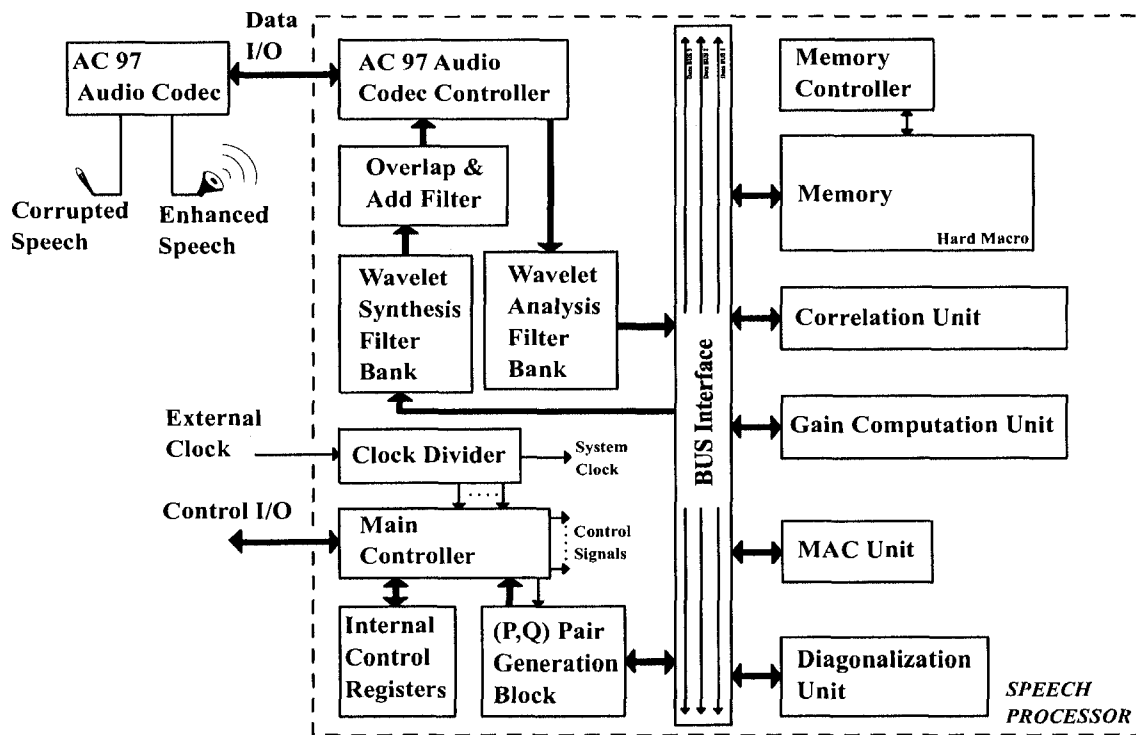 Data
I/O
AC 97
Audio Codec
Corrupted
Speech
Enhanced
Speech
AC 97 Audio
Codec Controller
Overlap &
Add Filter
Wavelet
Synthesis
Filter
Bank
Wavelet
Analysis
Filter
Bank
External
Clock
Clock Divider
System
Clock
Control I/O
Main
Controller
Control
Signals
Internal
Control
Registers
(P,Q) Pair
Generation
Block
BUS Interface
Memory
Controller
Memory
Hard Macro
Correlation Unit
Gain Computation Unit
MAC Unit
Diagonalization
Unit
SPEECH
PROCESSOR